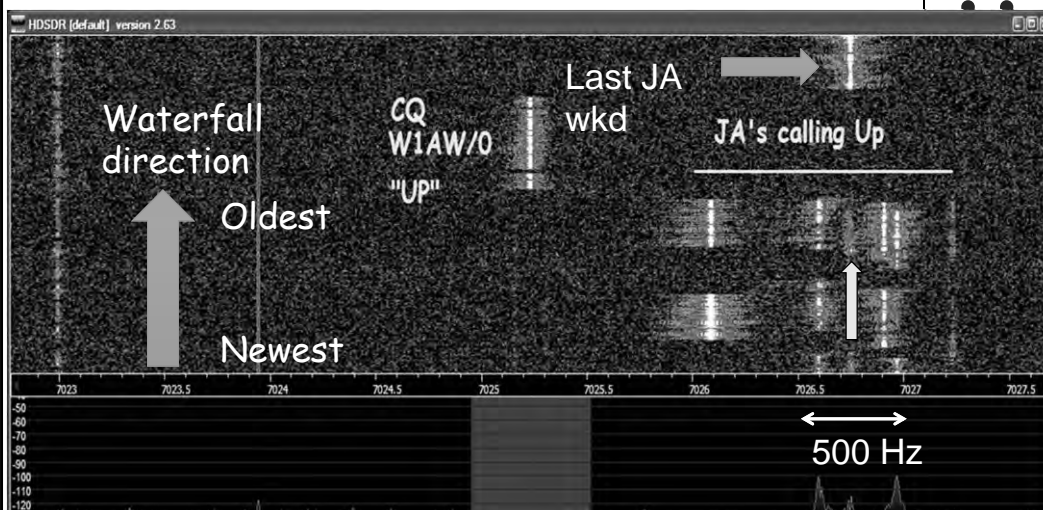 HDSDR [default] version 2.63
Last JA
wkd
Waterfall
direction
CQ
W1AW/0
"UP"
JA's calling Up
Oldest
Newest
7023 7023.5 7024 7024.5 7025 7025.5 7026 7026.5 7027 7027.5
-50
-60
-70
-80
-90
-100
-110
-120
500 Hz